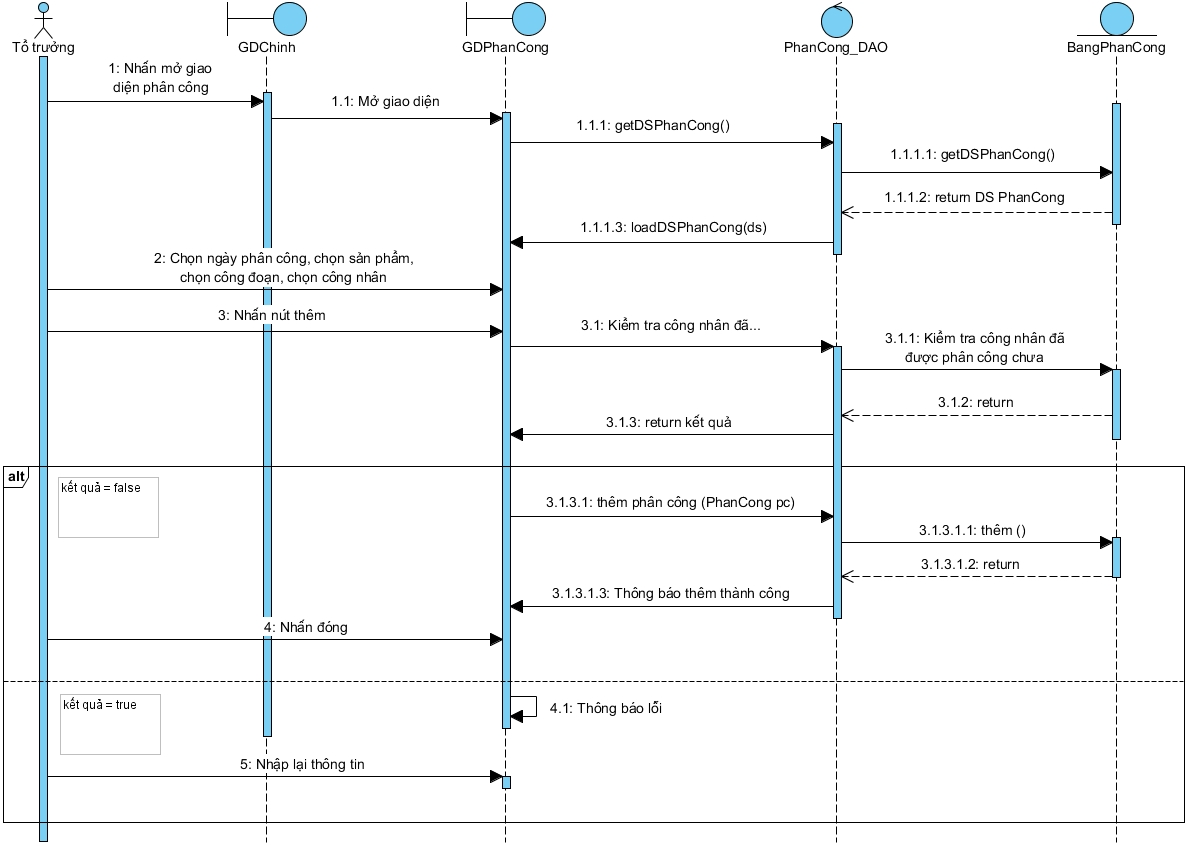 Tổ trưởng
GDChinh
GDPhanCong
PhanCong_DAO
BangPhanCong
1: Nhấn mở giao
diện phân công
1.1: Mở giao diện
1.1.1: getDSPhanCong()
1.1.1.1: getDSPhanCong()
1.1.1.2: return DS PhanCong
1.1.1.3: loadDSPhanCong(ds)
2: Chọn ngày phân công, chọn sản phẩm,
chọn công đoạn, chọn công nhân
3: Nhấn nút thêm
3.1: Kiểm tra công nhân đã...
3.1.1: Kiểm tra công nhân đã
được phân công chưa
3.1.2: return
3.1.3: return kết quả
alt
kết quả = false
3.1.3.1: thêm phân công (PhanCong pc)
3.1.3.1.1: thêm ()
3.1.3.1.2: return
3.1.3.1.3: Thông báo thêm thành công
4: Nhấn đóng
kết quả = true
4.1: Thông báo lỗi
5: Nhập lại thông tin